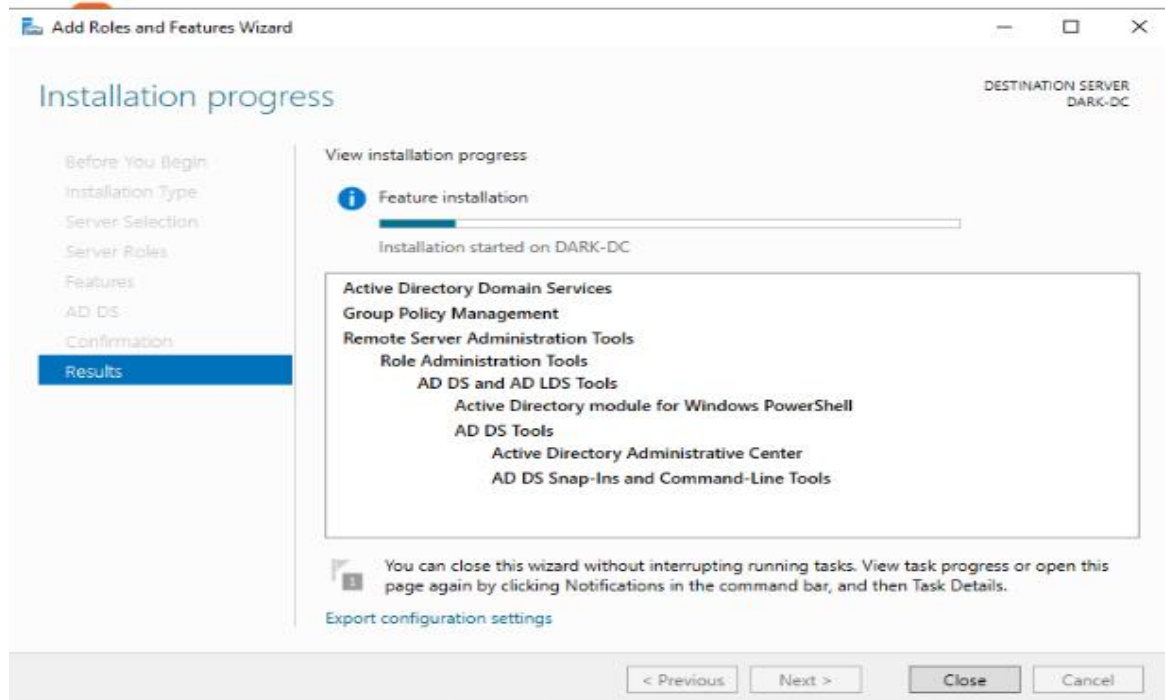 Add Roles and Features Wizard
Installation progress
DESTINATION SERVER
DARK-DC
Before You Begin
Installation Type
Server Selection
Server Roles
Features
AD DS
Confirmation
Results
View installation progress
Feature installation
Installation started on DARK-DC
Active Directory Domain Services
Group Policy Management
Remote Server Administration Tools
Role Administration Tools
AD DS and AD LDS Tools
Active Directory module for Windows PowerShell
AD DS Tools
Active Directory Administrative Center
AD DS Snap-Ins and Command-Line Tools
1
You can close this wizard without interrupting running tasks. View task progress or open this
page again by clicking Notifications in the command bar, and then Task Details.
Export configuration settings
< Previous
Next >
Close
Cancel